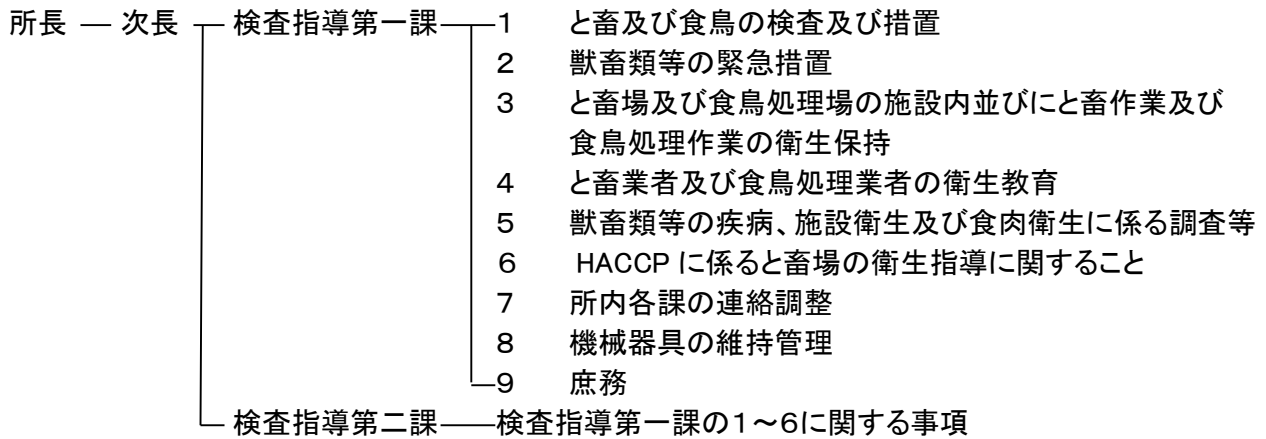 所長 ― 次長 検査指導第一課 1 と畜及び食鳥の検査及び措置
2 獣畜類等の緊急措置
3 と畜場及び食鳥処理場の施設内並びにと畜作業及び
食鳥処理作業の衛生保持
4 と畜業者及び食鳥処理業者の衛生教育
5 獣畜類等の疾病、施設衛生及び食肉衛生に係る調査等
6 HACCP に係ると畜場の衛生指導に関すること
7 所内各課の連絡調整
8 機械器具の維持管理
9 庶務
検査指導第二課 検査指導第一課の1～6に関する事項